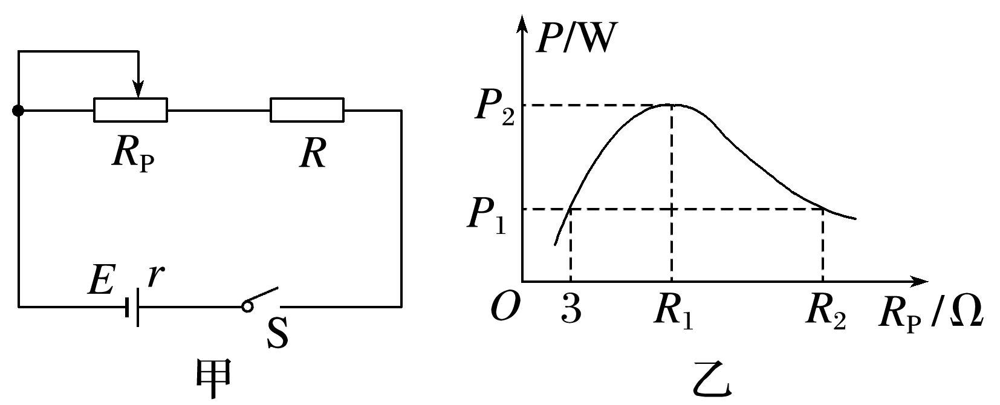 R_P
R
E r
S
甲
P/W
P₂
P₁
O 3 R₁ R₂ R_P/Ω
乙